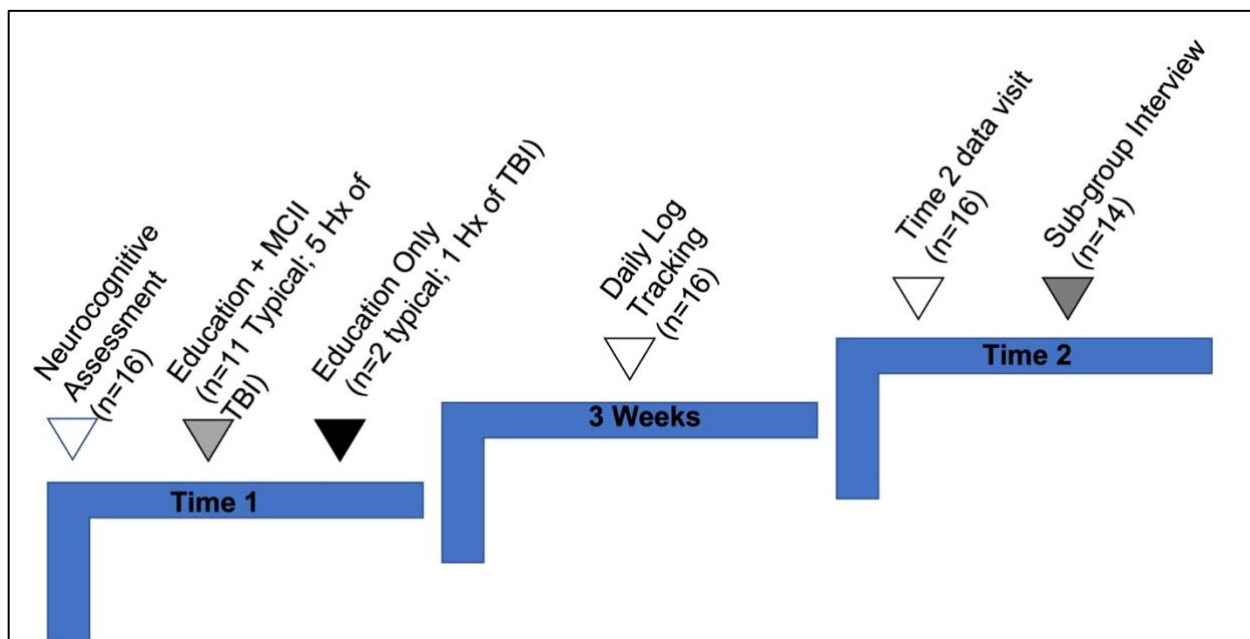 Neurocognitive
Assessment
(n=16)
Education + MCII
(n=11 Typical; 5 Hx of
TBI)
Education Only
(n=2 typical; 1 Hx of TBI)
Time 1
Daily Log
Tracking
(n=16)
3 Weeks
Time 2 data visit
(n=16)
Sub-group Interview
(n=14)
Time 2